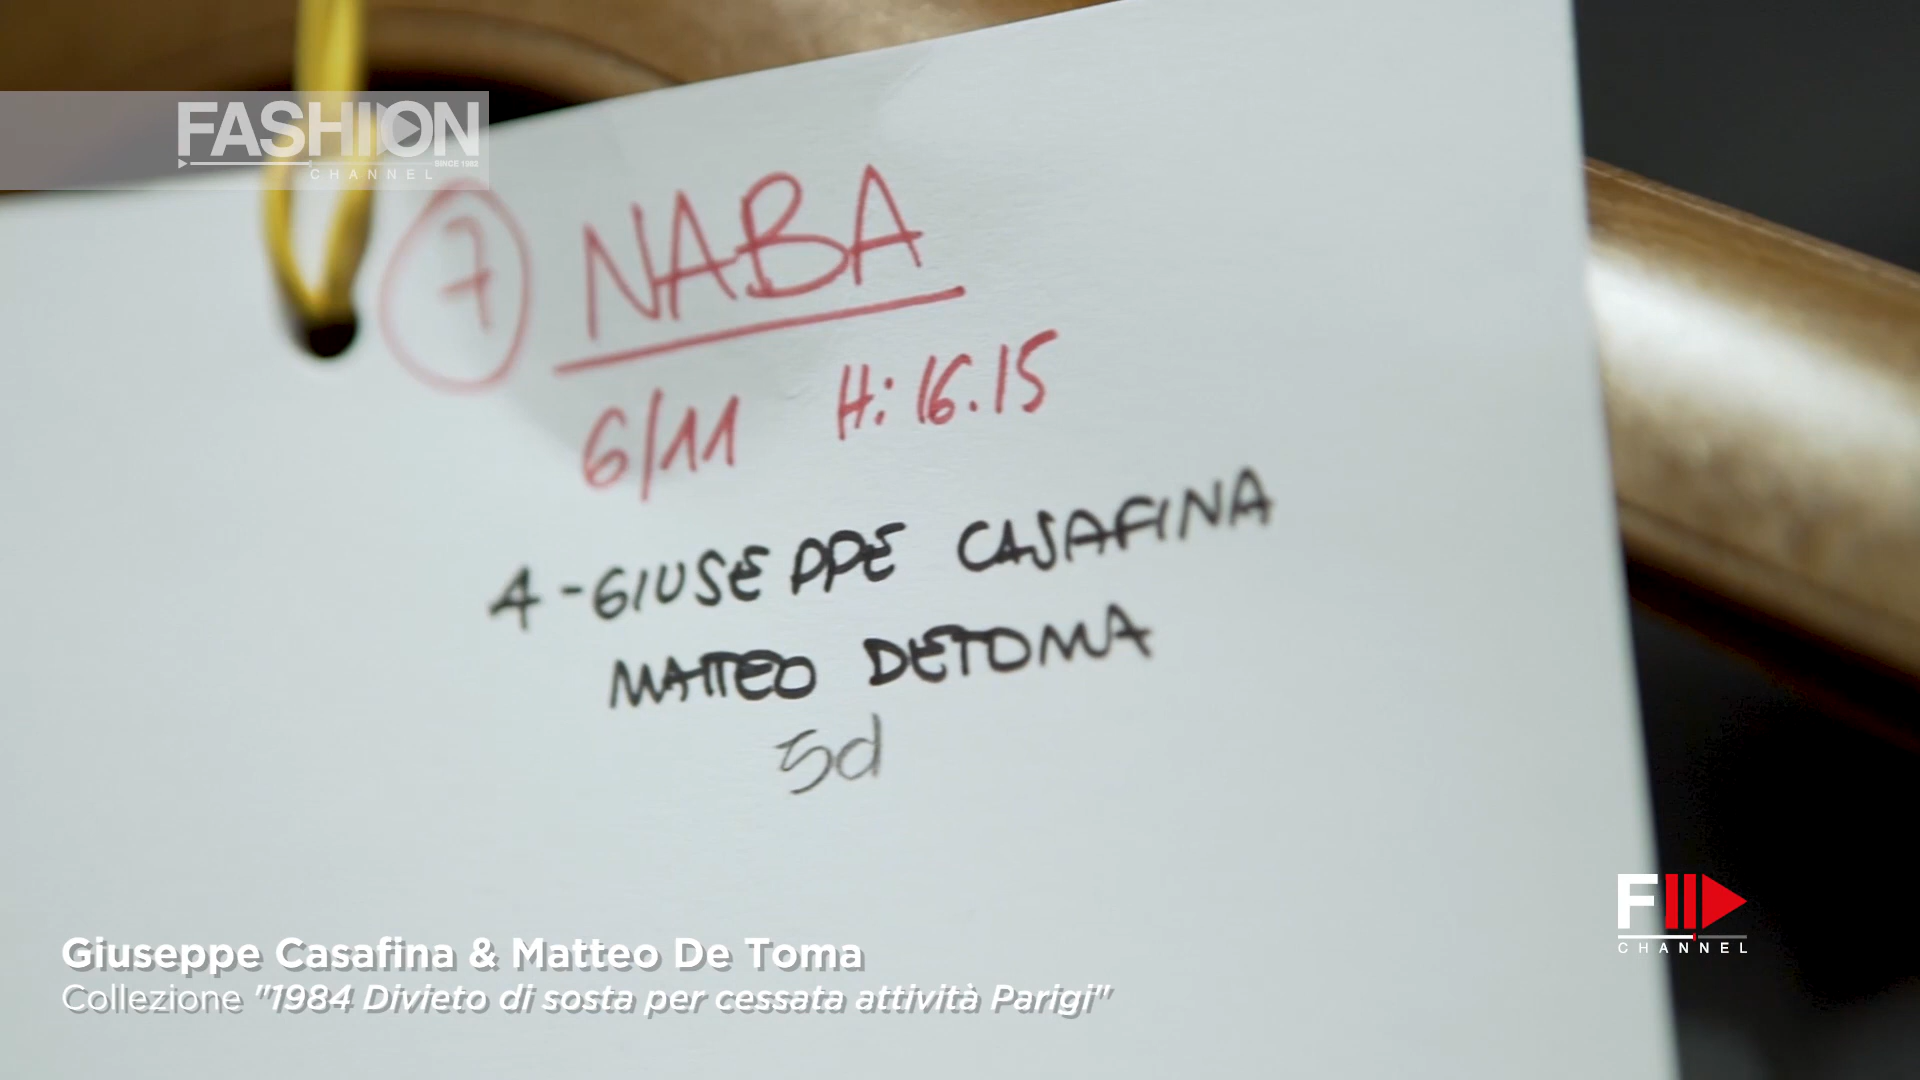 FASHION
SINCE 1982
CHANNEL
7 NABA
6/11 H: 16.15
4 - GIUSEPPE CASAFINA
MATTEO DETOMA
5d
F
CHANNEL
Giuseppe Casafina & Matteo De Toma
Collezione "1984 Divieto di sosta per cessata attività Parigi"